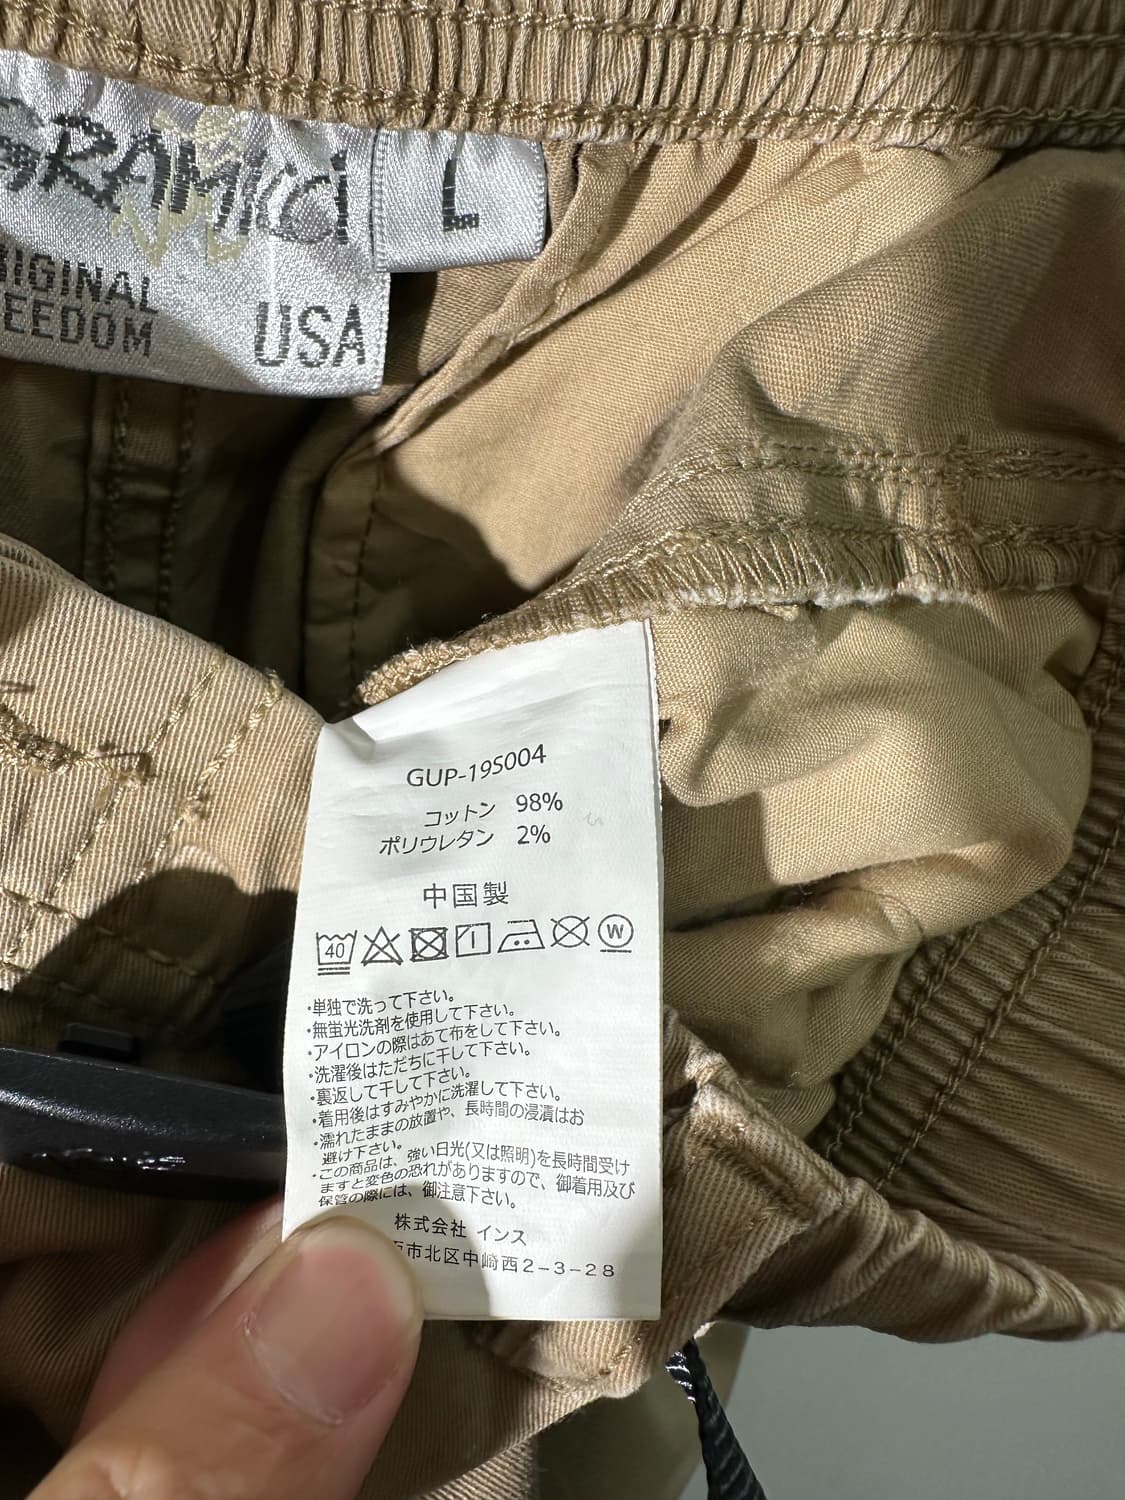 GRAMICCI
L
RIGINAL
EEDOM
USA
GUP-19S004
コットン 98%
ポリウレタン 2%
中国製
40
W
・単独で洗って下さい。
・無蛍光洗剤を使用して下さい。
・アイロンの際はあて布をして下さい。
・洗濯後はただちに干して下さい。
・裏返して干して下さい。
・着用後はすみやかに洗濯して下さい。
・濡れたままの放置や、長時間の浸漬はお
避け下さい。
・この商品は、強い日光(又は照明)を長時間受け
ますと変色の恐れがありますので、御着用及び
保管の際には、御注意下さい。
株式会社 インス
市北区中崎西2-3-28